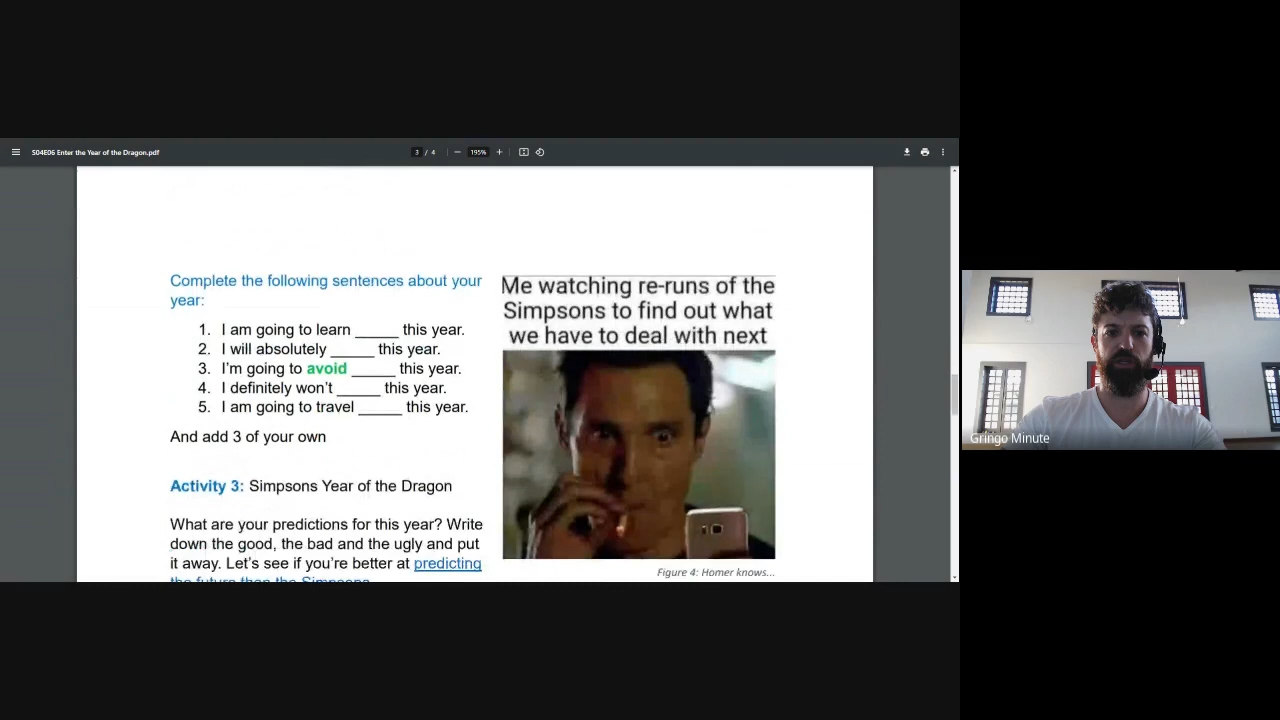 S04E06 Enter the Year of the Dragon.pdf
3 / 4
195%
Complete the following sentences about your
year:
1. I am going to learn _____ this year.
2. I will absolutely _____ this year.
3. I'm going to avoid _____ this year.
4. I definitely won't _____ this year.
5. I am going to travel _____ this year.
And add 3 of your own
Activity 3: Simpsons Year of the Dragon
What are your predictions for this year? Write
down the good, the bad and the ugly and put
it away. Let's see if you're better at predicting
the future than the Simpsons
Me watching re-runs of the
Simpsons to find out what
we have to deal with next
Figure 4: Homer knows...
Gringo Minute